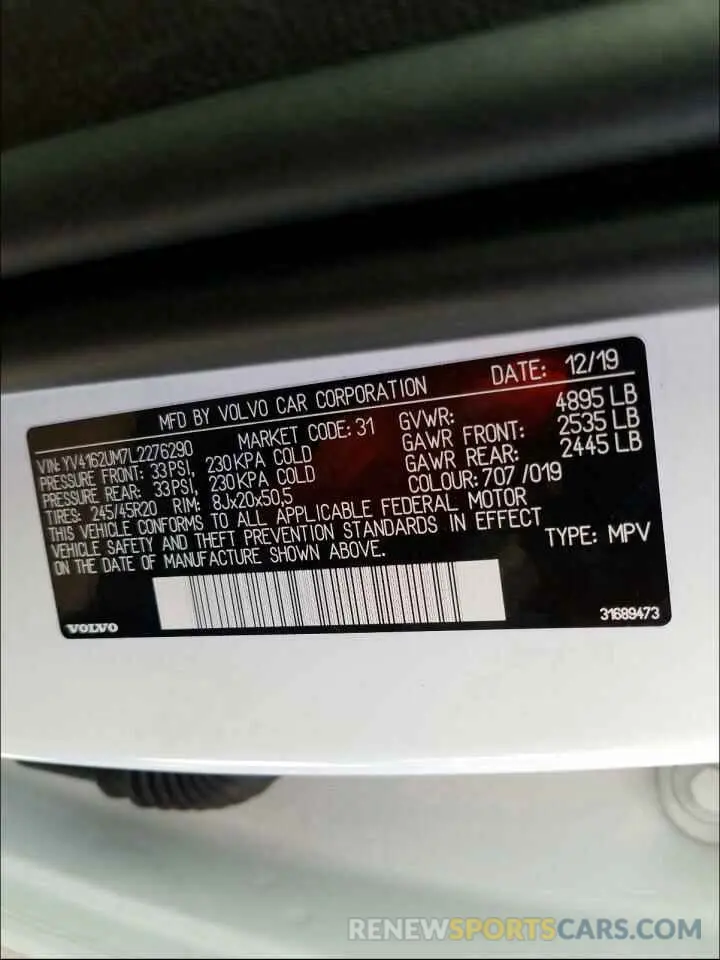 MFD BY VOLVO CAR CORPORATION DATE: 12/19
VIN: YV4162UM7L2276290 MARKET CODE: 31 GVWR: 4895 LB
PRESSURE FRONT: 33PSI, 230KPA COLD GAWR FRONT: 2535 LB
PRESSURE REAR: 33PSI, 230KPA COLD GAWR REAR: 2445 LB
TIRES: 245/45R20 RIM: 8Jx20x50,5 COLOUR: 707 /019
THIS VEHICLE CONFORMS TO ALL APPLICABLE FEDERAL MOTOR
VEHICLE SAFETY AND THEFT PREVENTION STANDARDS IN EFFECT
ON THE DATE OF MANUFACTURE SHOWN ABOVE. TYPE: MPV
VOLVO 31689473
RENEWSPORTSCARS.COM